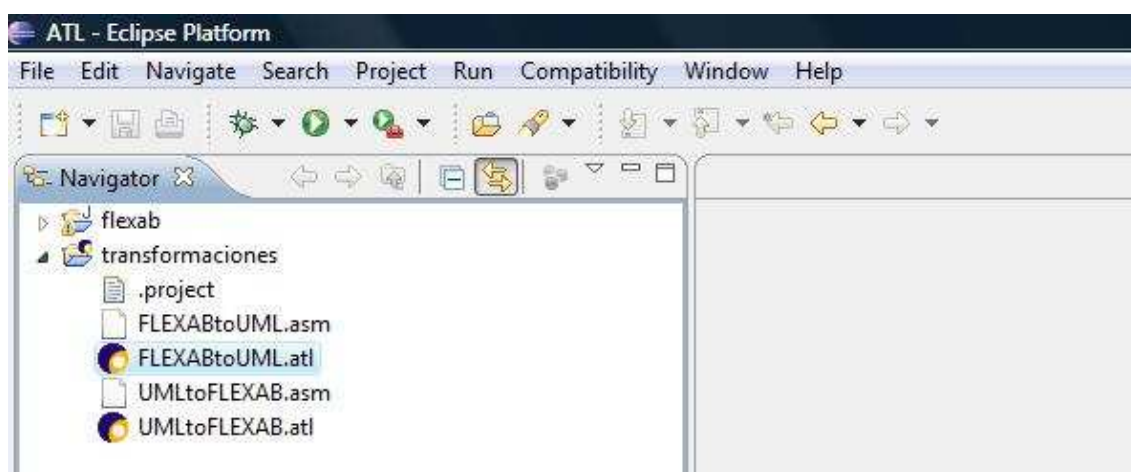 ATL - Eclipse Platform
File Edit Navigate Search Project Run Compatibility Window Help
Navigator
flexab
transformaciones
.project
FLEXABtoUML.asm
FLEXABtoUML.atl
UMLtoFLEXAB.asm
UMLtoFLEXAB.atl